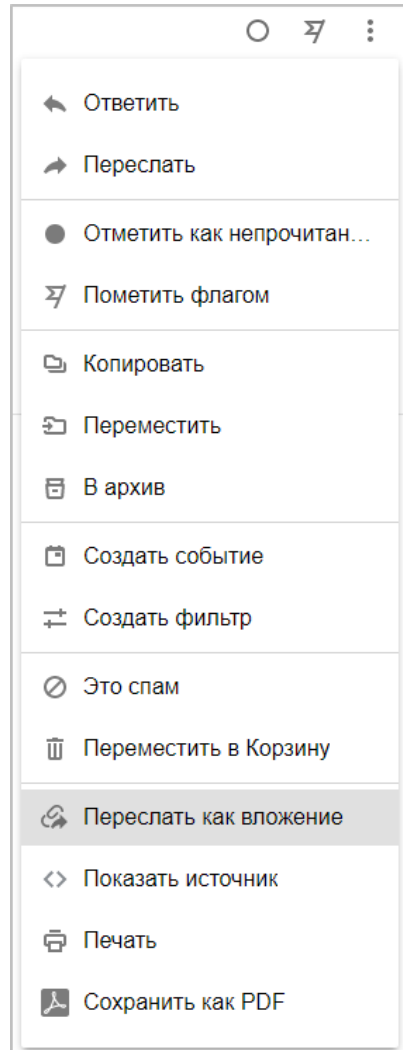 Ответить
Переслать
Отметить как непрочитан...
Пометить флагом
Копировать
Переместить
В архив
Создать событие
Создать фильтр
Это спам
Переместить в Корзину
Переслать как вложение
Показать источник
Печать
Сохранить как PDF